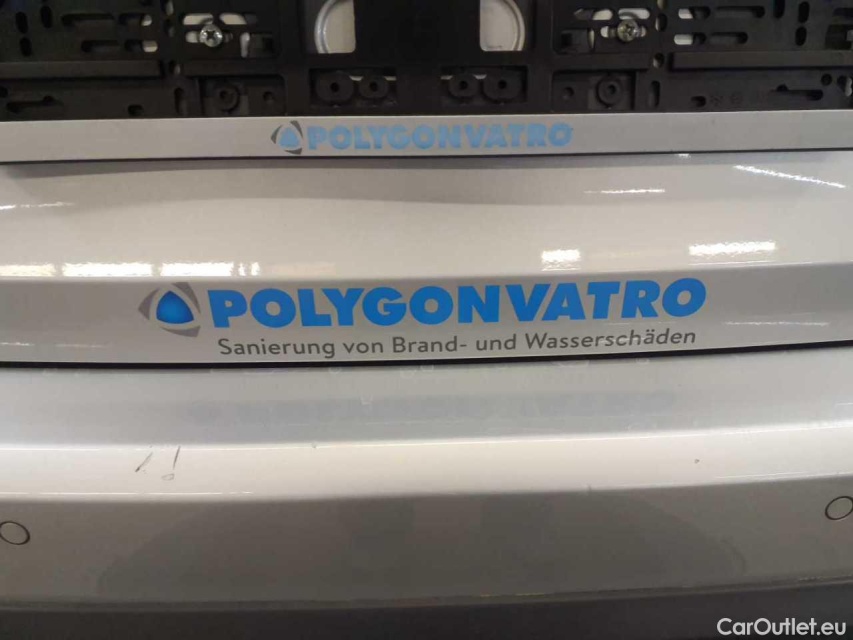 POLYGONVATRO
POLYGONVATRO
Sanierung von Brand- und Wasserschäden
CarOutlet.eu